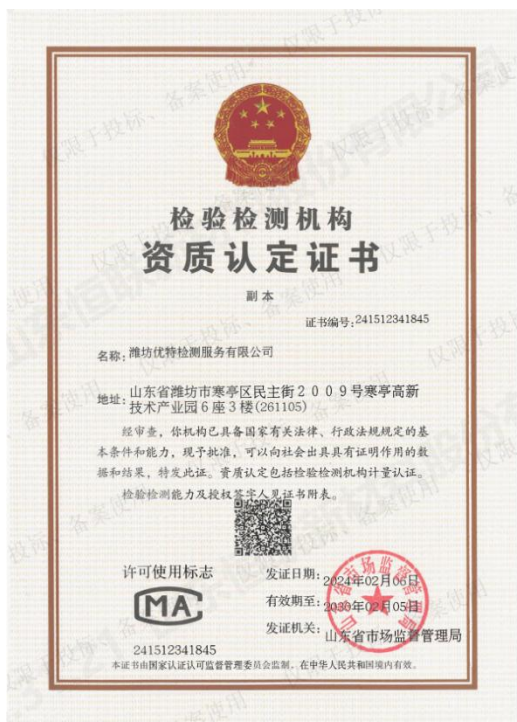 检验检测机构
资质认定证书
副本
证书编号:241512341845
名称:潍坊优特检测服务有限公司
地址:山东省潍坊市寒亭区民主街2009号寒亭高新
技术产业园6座3楼(261105)
经审查,你机构已具备国家有关法律、行政法规规定的基
本条件和能力,现予批准,可以向社会出具具有证明作用的数
据和结果,特发此证。资质认定包括检验检测机构计量认证。
检验检测能力及授权签字人见证书附表。
许可使用标志
MA
241512341845
发证日期:2024年02月06日
有效期至:2030年02月05日
发证机关:山东省市场监督管理局
本证书由国家认证认可监督管理委员会监制,在中华人民共和国境内有效。
仅限于投标、备案使用